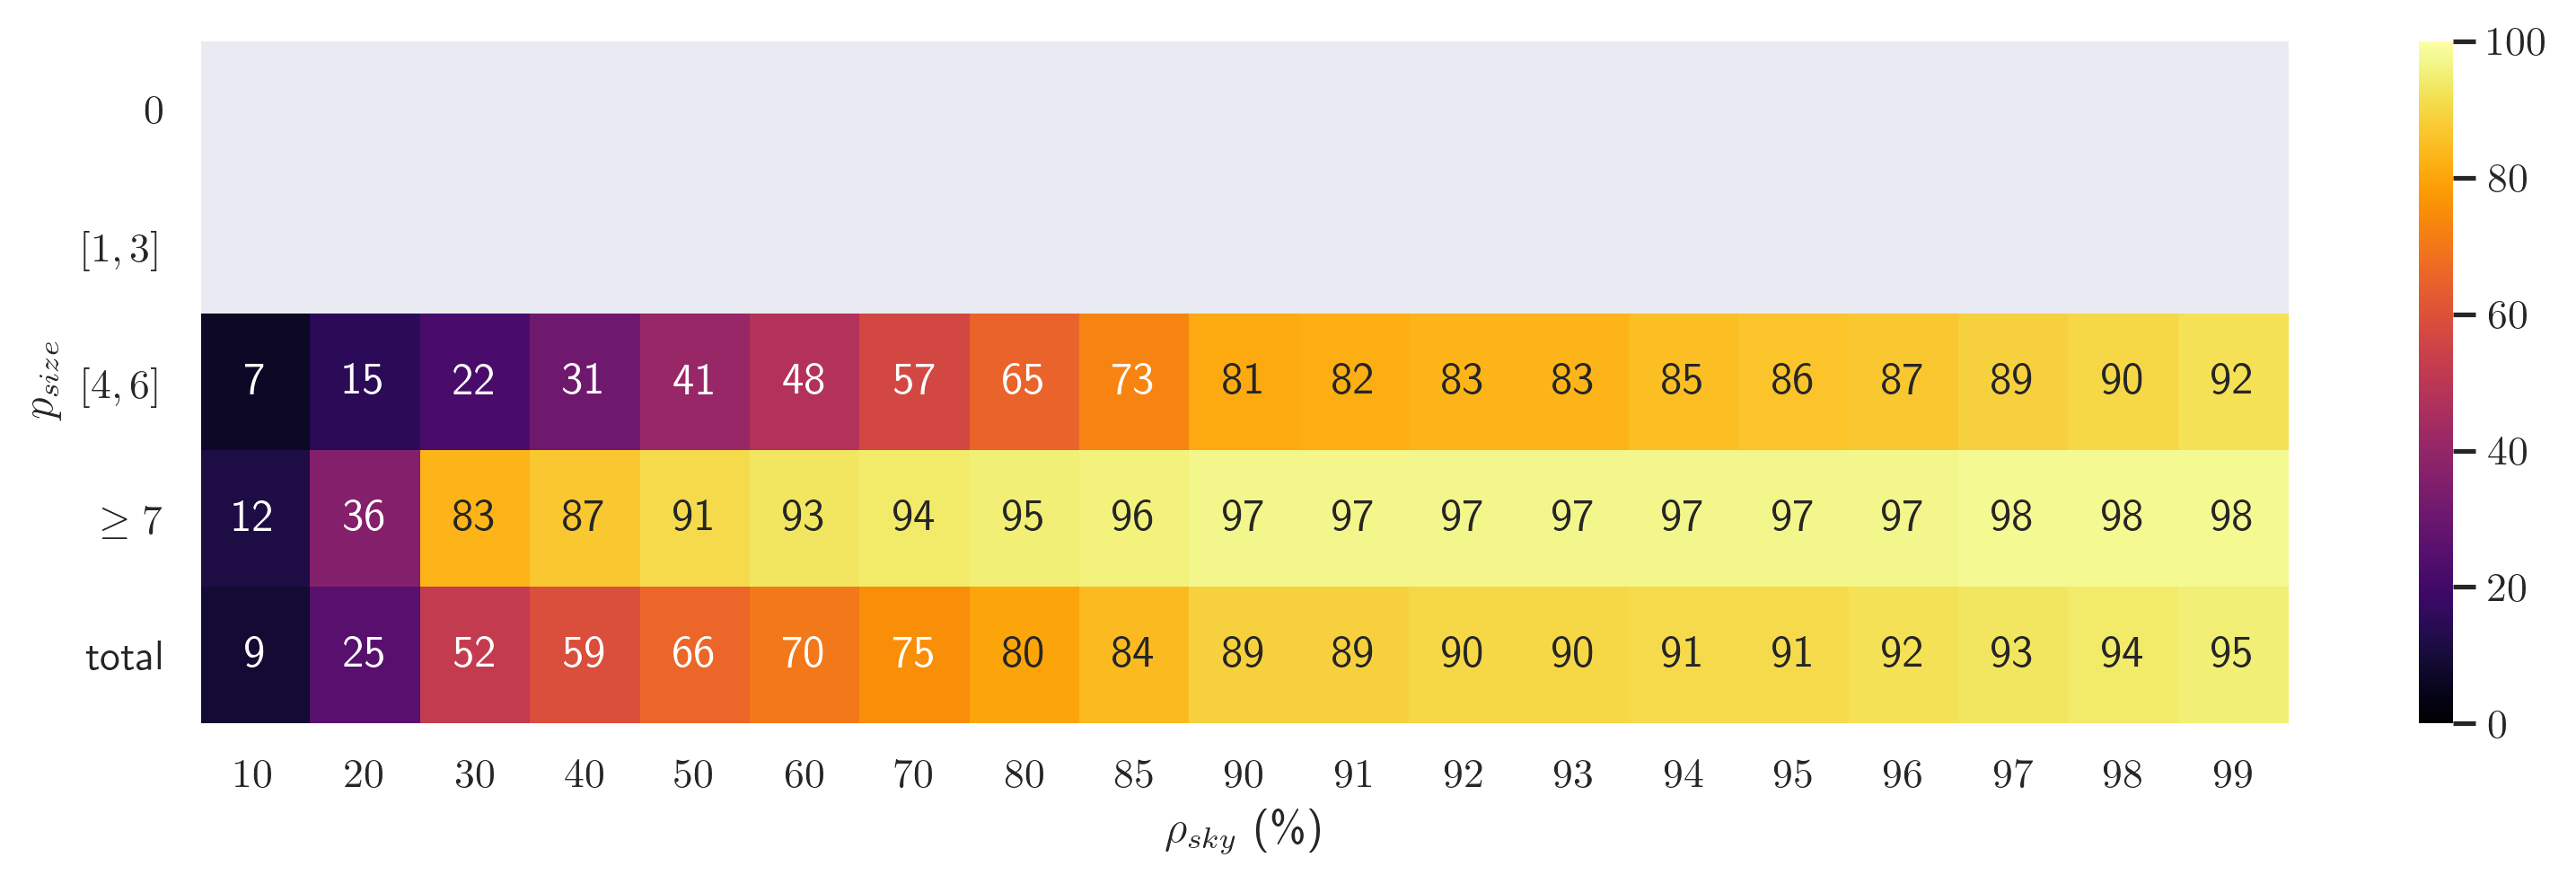 0
[1, 3]
[4, 6] 7 15 22 31 41 48 57 65 73 81 82 83 83 85 86 87 89 90 92
≥ 7 12 36 83 87 91 93 94 95 96 97 97 97 97 97 97 97 98 98 98
total 9 25 52 59 66 70 75 80 84 89 89 90 90 91 91 92 93 94 95
10 20 30 40 50 60 70 80 85 90 91 92 93 94 95 96 97 98 99
ρ_sky (%)
p_size
100
80
60
40
20
0